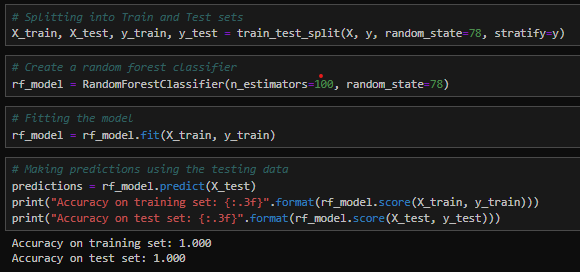 # Splitting into Train and Test sets
X_train, X_test, y_train, y_test = train_test_split(X, y, random_state=78, stratify=y)
# Create a random forest classifier
rf_model = RandomForestClassifier(n_estimators=100, random_state=78)
# Fitting the model
rf_model = rf_model.fit(X_train, y_train)
# Making predictions using the testing data
predictions = rf_model.predict(X_test)
print("Accuracy on training set: {:.3f}".format(rf_model.score(X_train, y_train)))
print("Accuracy on test set: {:.3f}".format(rf_model.score(X_test, y_test)))
Accuracy on training set: 1.000
Accuracy on test set: 1.000